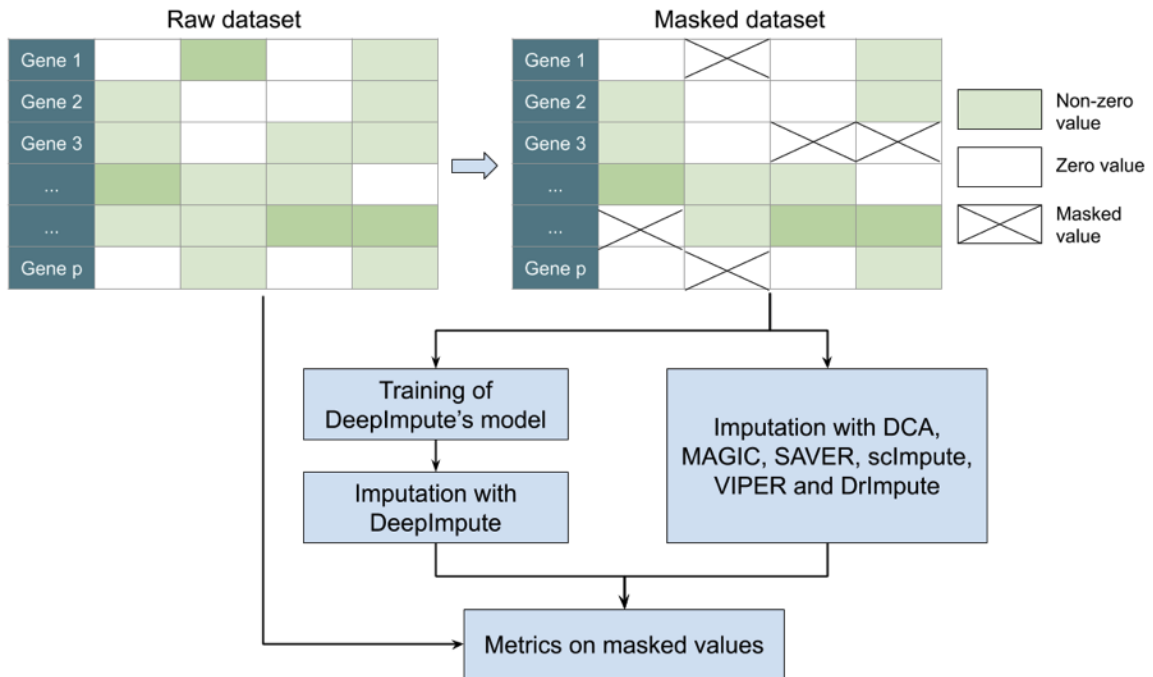 Raw dataset
Masked dataset
Gene 1
Gene 2
Gene 3
...
...
Gene p
Gene 1
Gene 2
Gene 3
...
...
Gene p
Non-zero
value
Zero value
Masked
value
Training of
DeepImpute's model
Imputation with
DeepImpute
Imputation with DCA,
MAGIC, SAVER, scImpute,
VIPER and DrImpute
Metrics on masked values